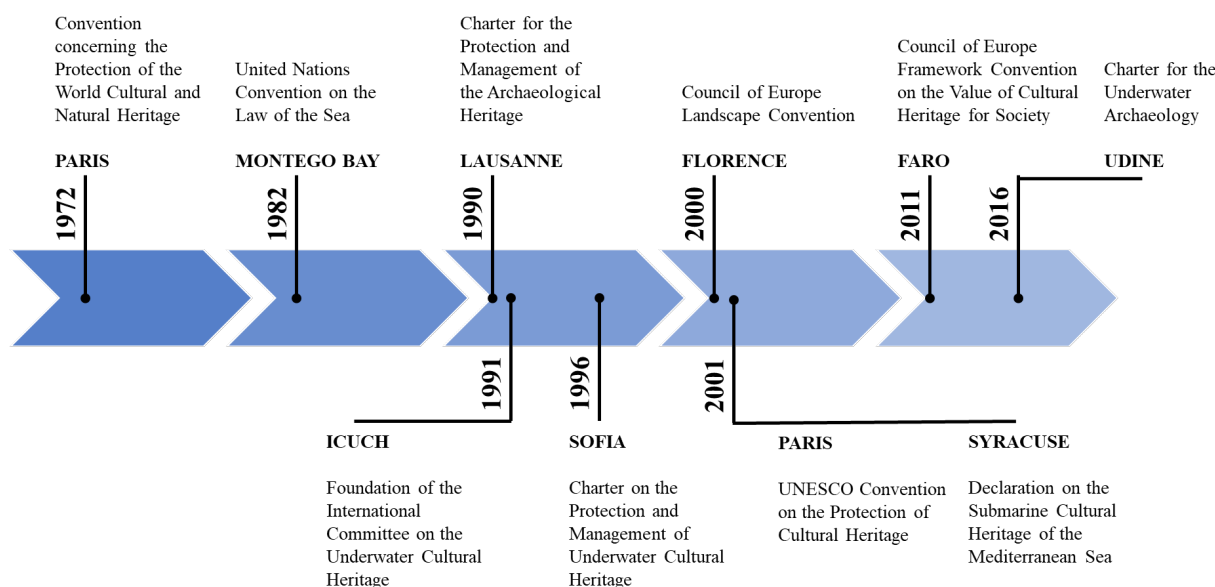 Convention
concerning the
Protection of the
World Cultural and
Natural Heritage
PARIS
1972
United Nations
Convention on the
Law of the Sea
MONTEGO BAY
1982
Charter for the
Protection and
Management of
the Archaeological
Heritage
LAUSANNE
1990
Council of Europe
Landscape Convention
FLORENCE
2000
Council of Europe
Framework Convention
on the Value of Cultural
Heritage for Society
FARO
2011
Charter for the
Underwater
Archaeology
UDINE
2016
1991
ICUCH
Foundation of the
International
Committee on the
Underwater Cultural
Heritage
1996
SOFIA
Charter on the
Protection and
Management of
Underwater Cultural
Heritage
2001
PARIS
UNESCO Convention
on the Protection of
Cultural Heritage
SYRACUSE
Declaration on the
Submarine Cultural
Heritage of the
Mediterranean Sea